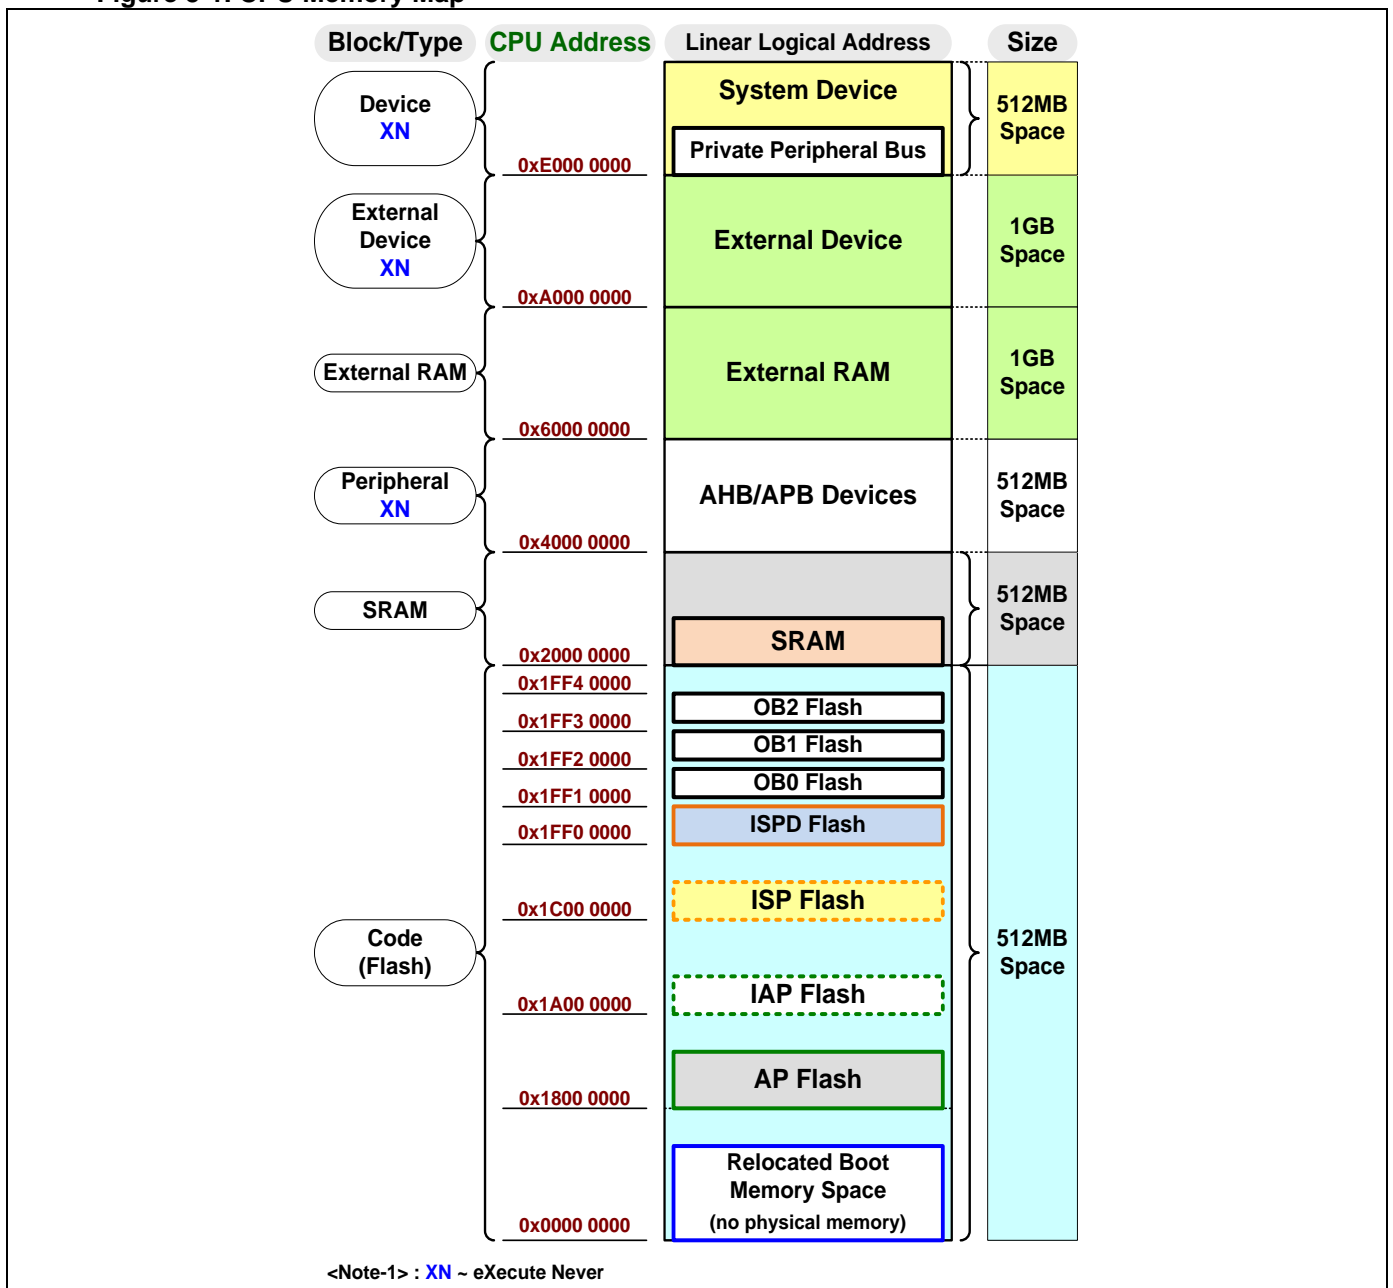 Block/Type CPU Address Linear Logical Address Size
System Device
Device
XN
512MB
Space
Private Peripheral Bus
0xE000 0000
External
Device
XN
External Device
1GB
Space
0xA000 0000
External RAM
External RAM
1GB
Space
0x6000 0000
Peripheral
XN
AHB/APB Devices
512MB
Space
0x4000 0000
SRAM
512MB
Space
SRAM
0x2000 0000
0x1FF4 0000
OB2 Flash
0x1FF3 0000
OB1 Flash
0x1FF2 0000
OB0 Flash
0x1FF1 0000
ISPD Flash
0x1FF0 0000
ISP Flash
0x1C00 0000
Code
(Flash)
512MB
Space
IAP Flash
0x1A00 0000
AP Flash
0x1800 0000
Relocated Boot
Memory Space
(no physical memory)
0x0000 0000
<Note-1> : XN ~ eXecute Never